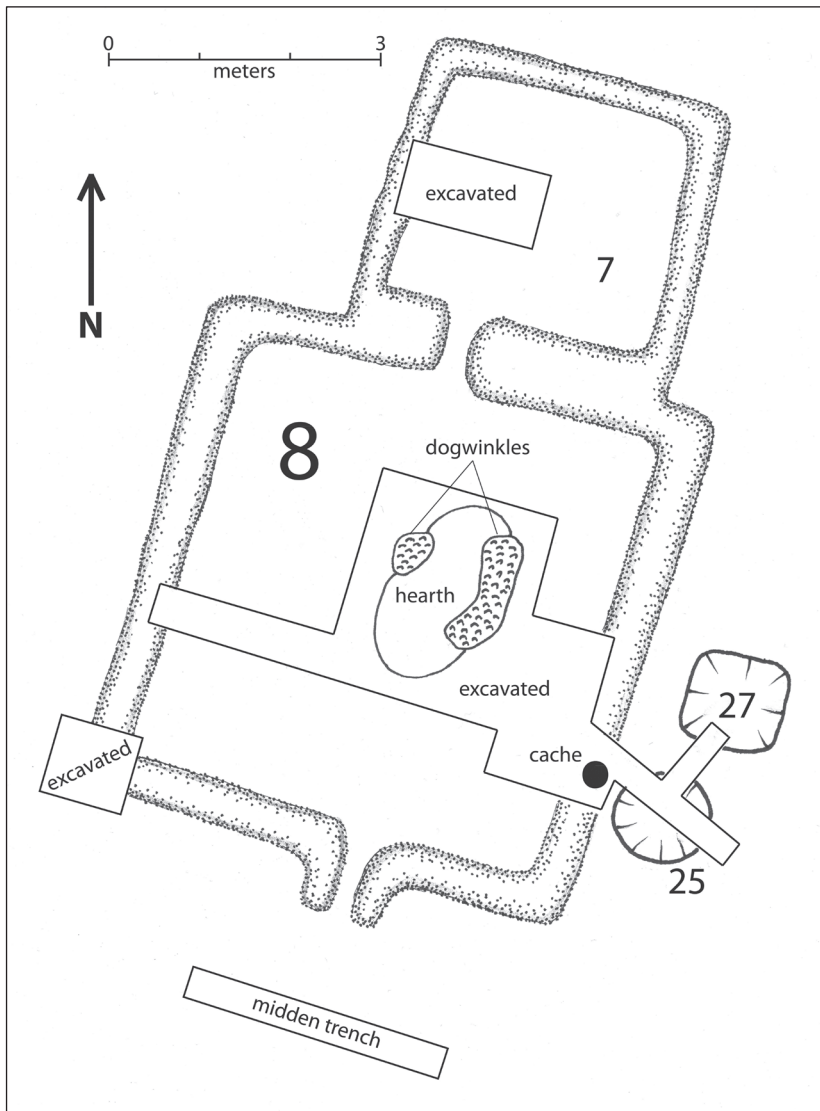 0 3
meters
excavated
7
N
8
dogwinkles
hearth
excavated
27
excavated
cache
25
midden trench